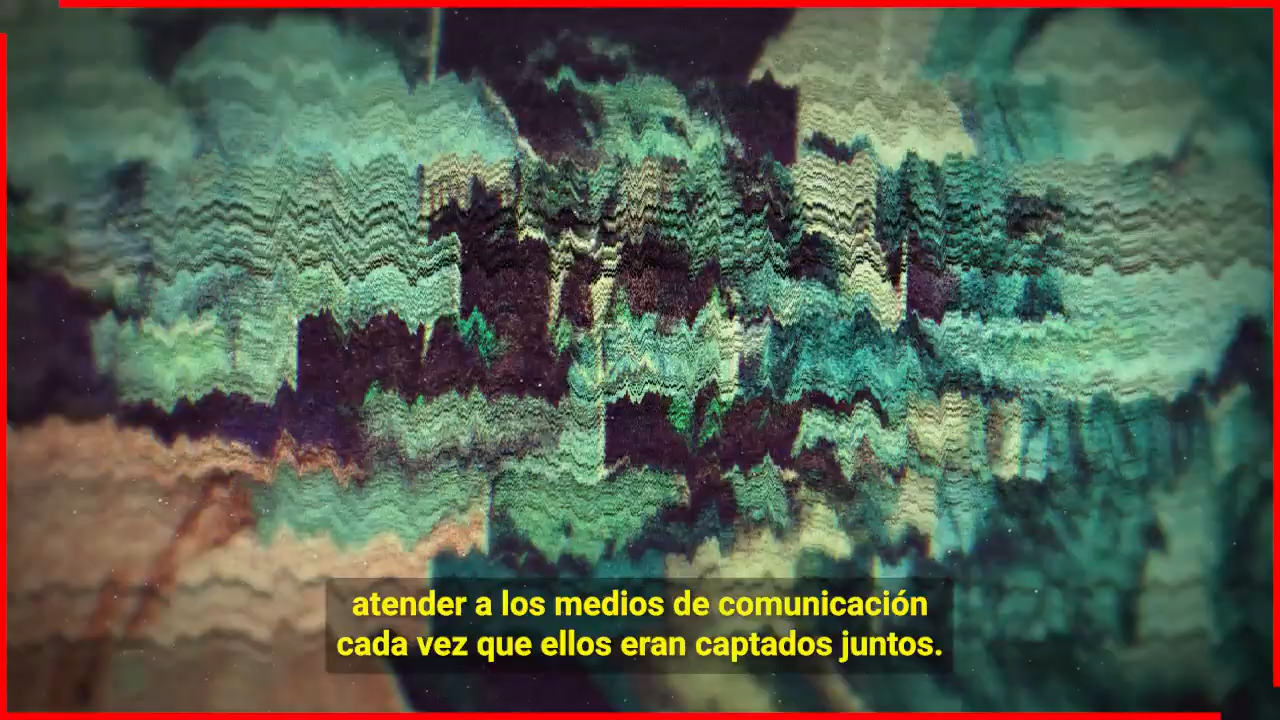 atender a los medios de comunicación
cada vez que ellos eran captados juntos.